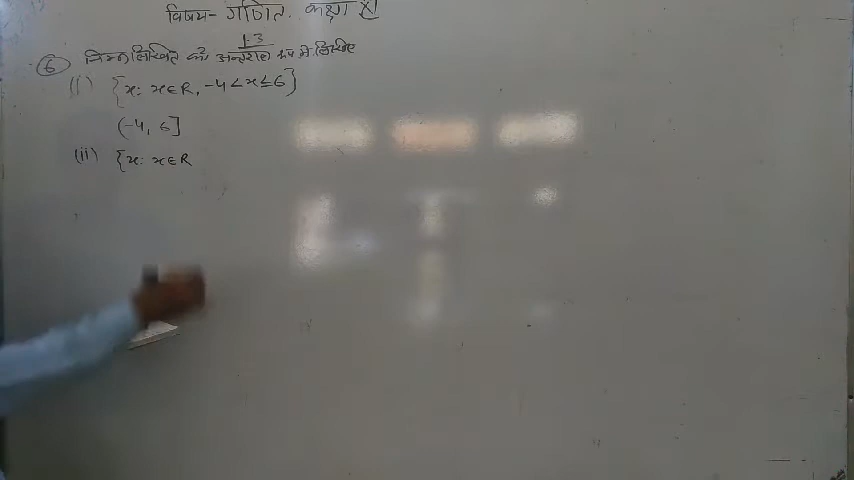 विषय- गणित. कक्षा XI
1.3
⑥ निम्नलिखित को अन्तराल रूप में लिखिए
(i) {x: x∈R, -4<x≤6}
(-4, 6]
(ii) {x: x∈R